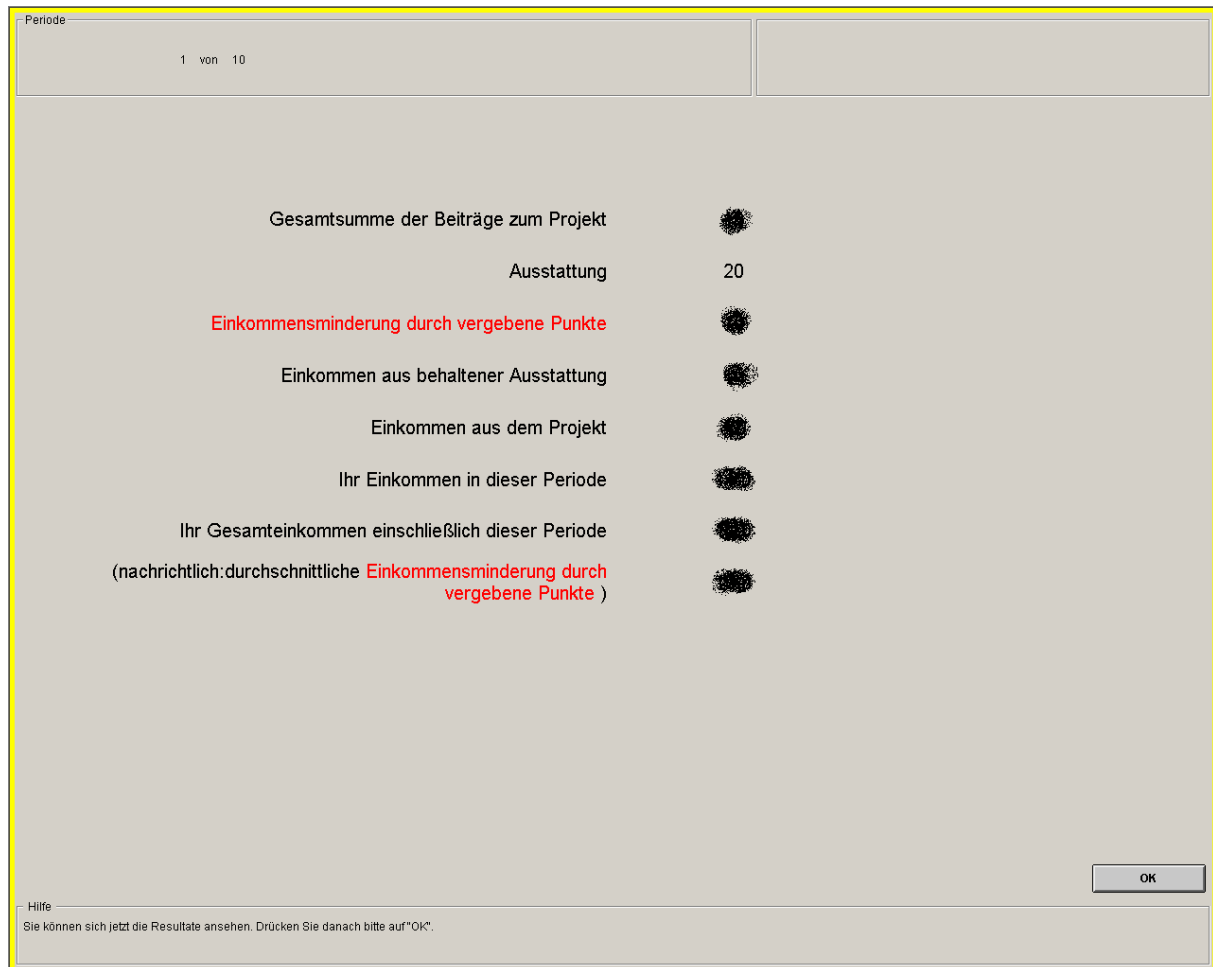 Periode
1 von 10
Gesamtsumme der Beiträge zum Projekt
Ausstattung 20
Einkommensminderung durch vergebene Punkte
Einkommen aus behaltener Ausstattung
Einkommen aus dem Projekt
Ihr Einkommen in dieser Periode
Ihr Gesamteinkommen einschließlich dieser Periode
(nachrichtlich:durchschnittliche Einkommensminderung durch
vergebene Punkte )
OK
Hilfe
Sie können sich jetzt die Resultate ansehen. Drücken Sie danach bitte auf "OK".